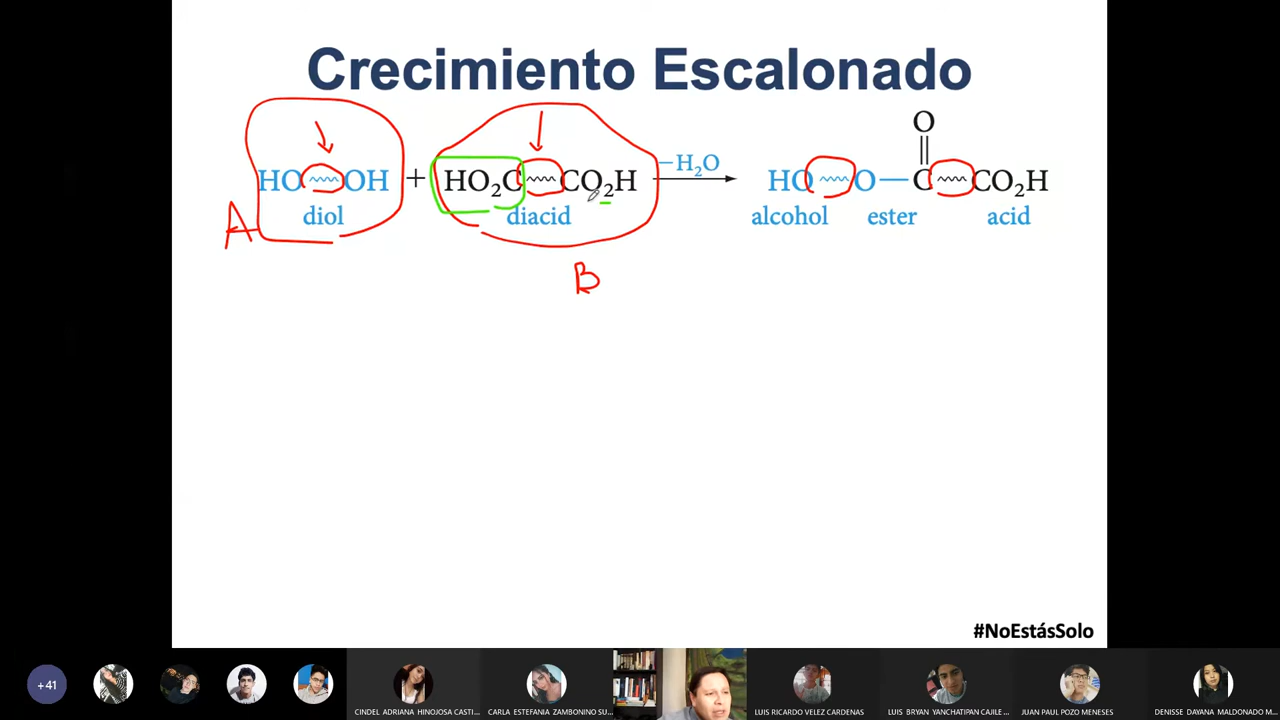 Crecimiento Escalonado
O
HO OH + HO₂C CO₂H −H₂O HO O — C CO₂H
diol diacid alcohol ester acid
A
B
#NoEstásSolo
+41
CINDEL ADRIANA HINOJOSA CASTI... CARLA ESTEFANIA ZAMBONINO SU... LUIS RICARDO VELEZ CARDENAS LUIS BRYAN YANCHATIPAN CAJILE... JUAN PAUL POZO MENESES DENISSE DAYANA MALDONADO M...